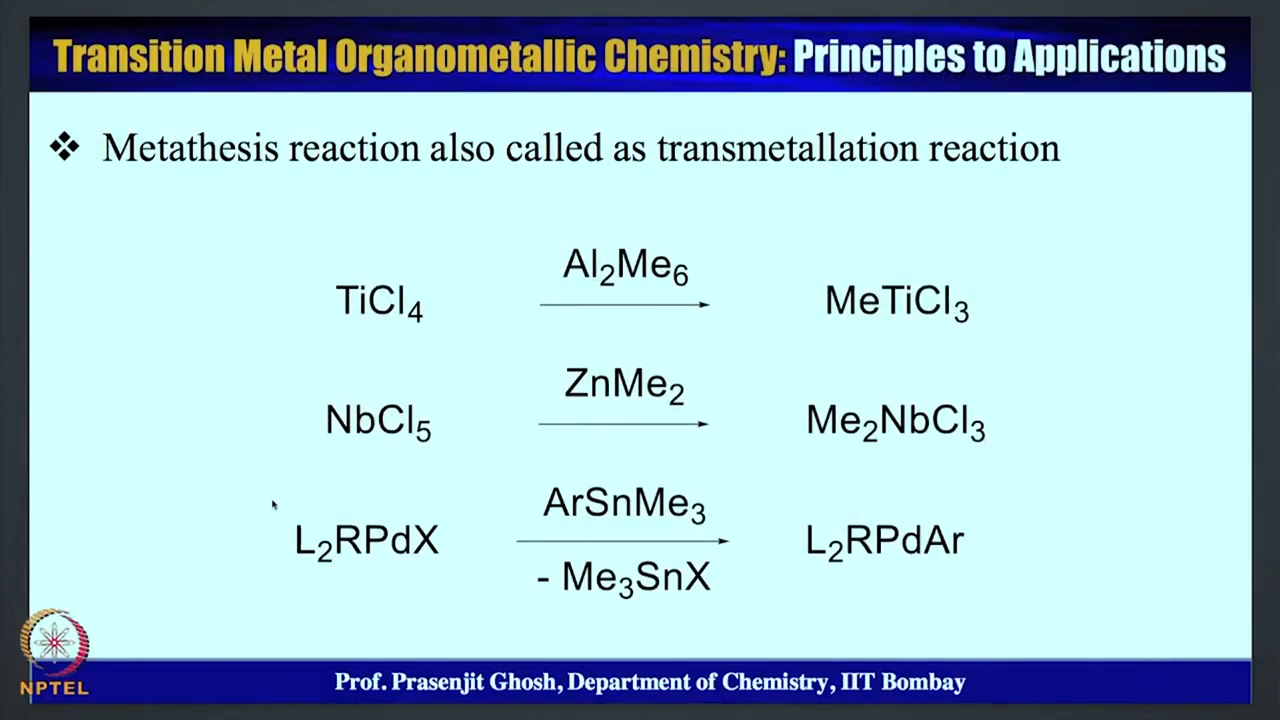 Transition Metal Organometallic Chemistry: Principles to Applications
❖ Metathesis reaction also called as transmetallation reaction
Al₂Me₆
TiCl₄ MeTiCl₃
ZnMe₂
NbCl₅ Me₂NbCl₃
ArSnMe₃
L₂RPdX L₂RPdAr
- Me₃SnX
NPTEL
Prof. Prasenjit Ghosh, Department of Chemistry, IIT Bombay